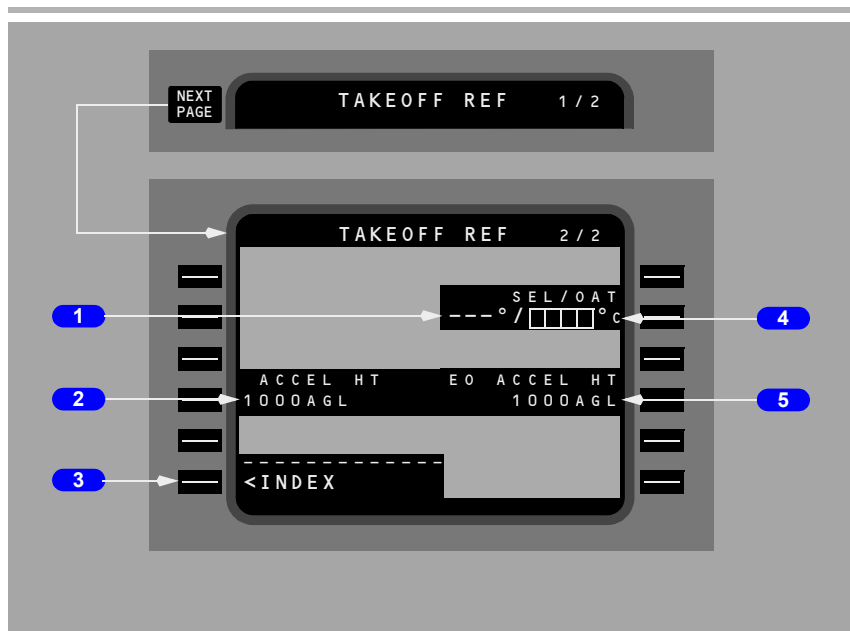 NEXT
PAGE
TAKEOFF REF 1/2
TAKEOFF REF 2/2
SEL/OAT
1
---°/□□□□°C
4
ACCEL HT EO ACCEL HT
2
1000AGL 1000AGL
5
------------
3
<INDEX